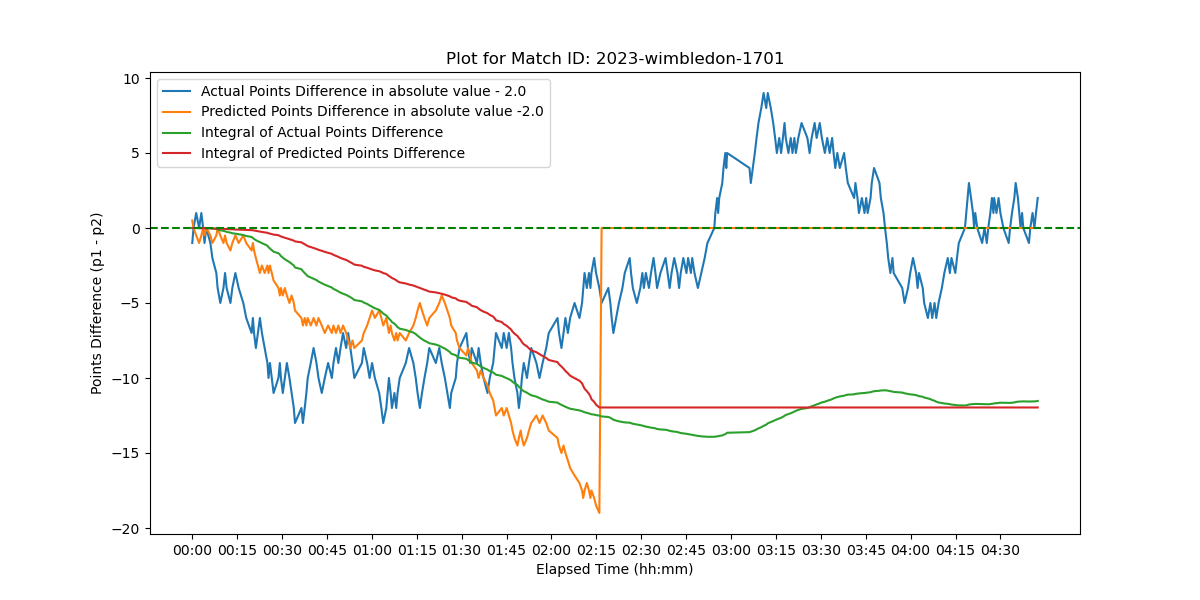 Plot for Match ID: 2023-wimbledon-1701
Actual Points Difference in absolute value - 2.0
Predicted Points Difference in absolute value -2.0
Integral of Actual Points Difference
Integral of Predicted Points Difference
Points Difference (p1 - p2)
10
5
0
−5
−10
−15
−20
00:00 00:15 00:30 00:45 01:00 01:15 01:30 01:45 02:00 02:15 02:30 02:45 03:00 03:15 03:30 03:45 04:00 04:15 04:30
Elapsed Time (hh:mm)